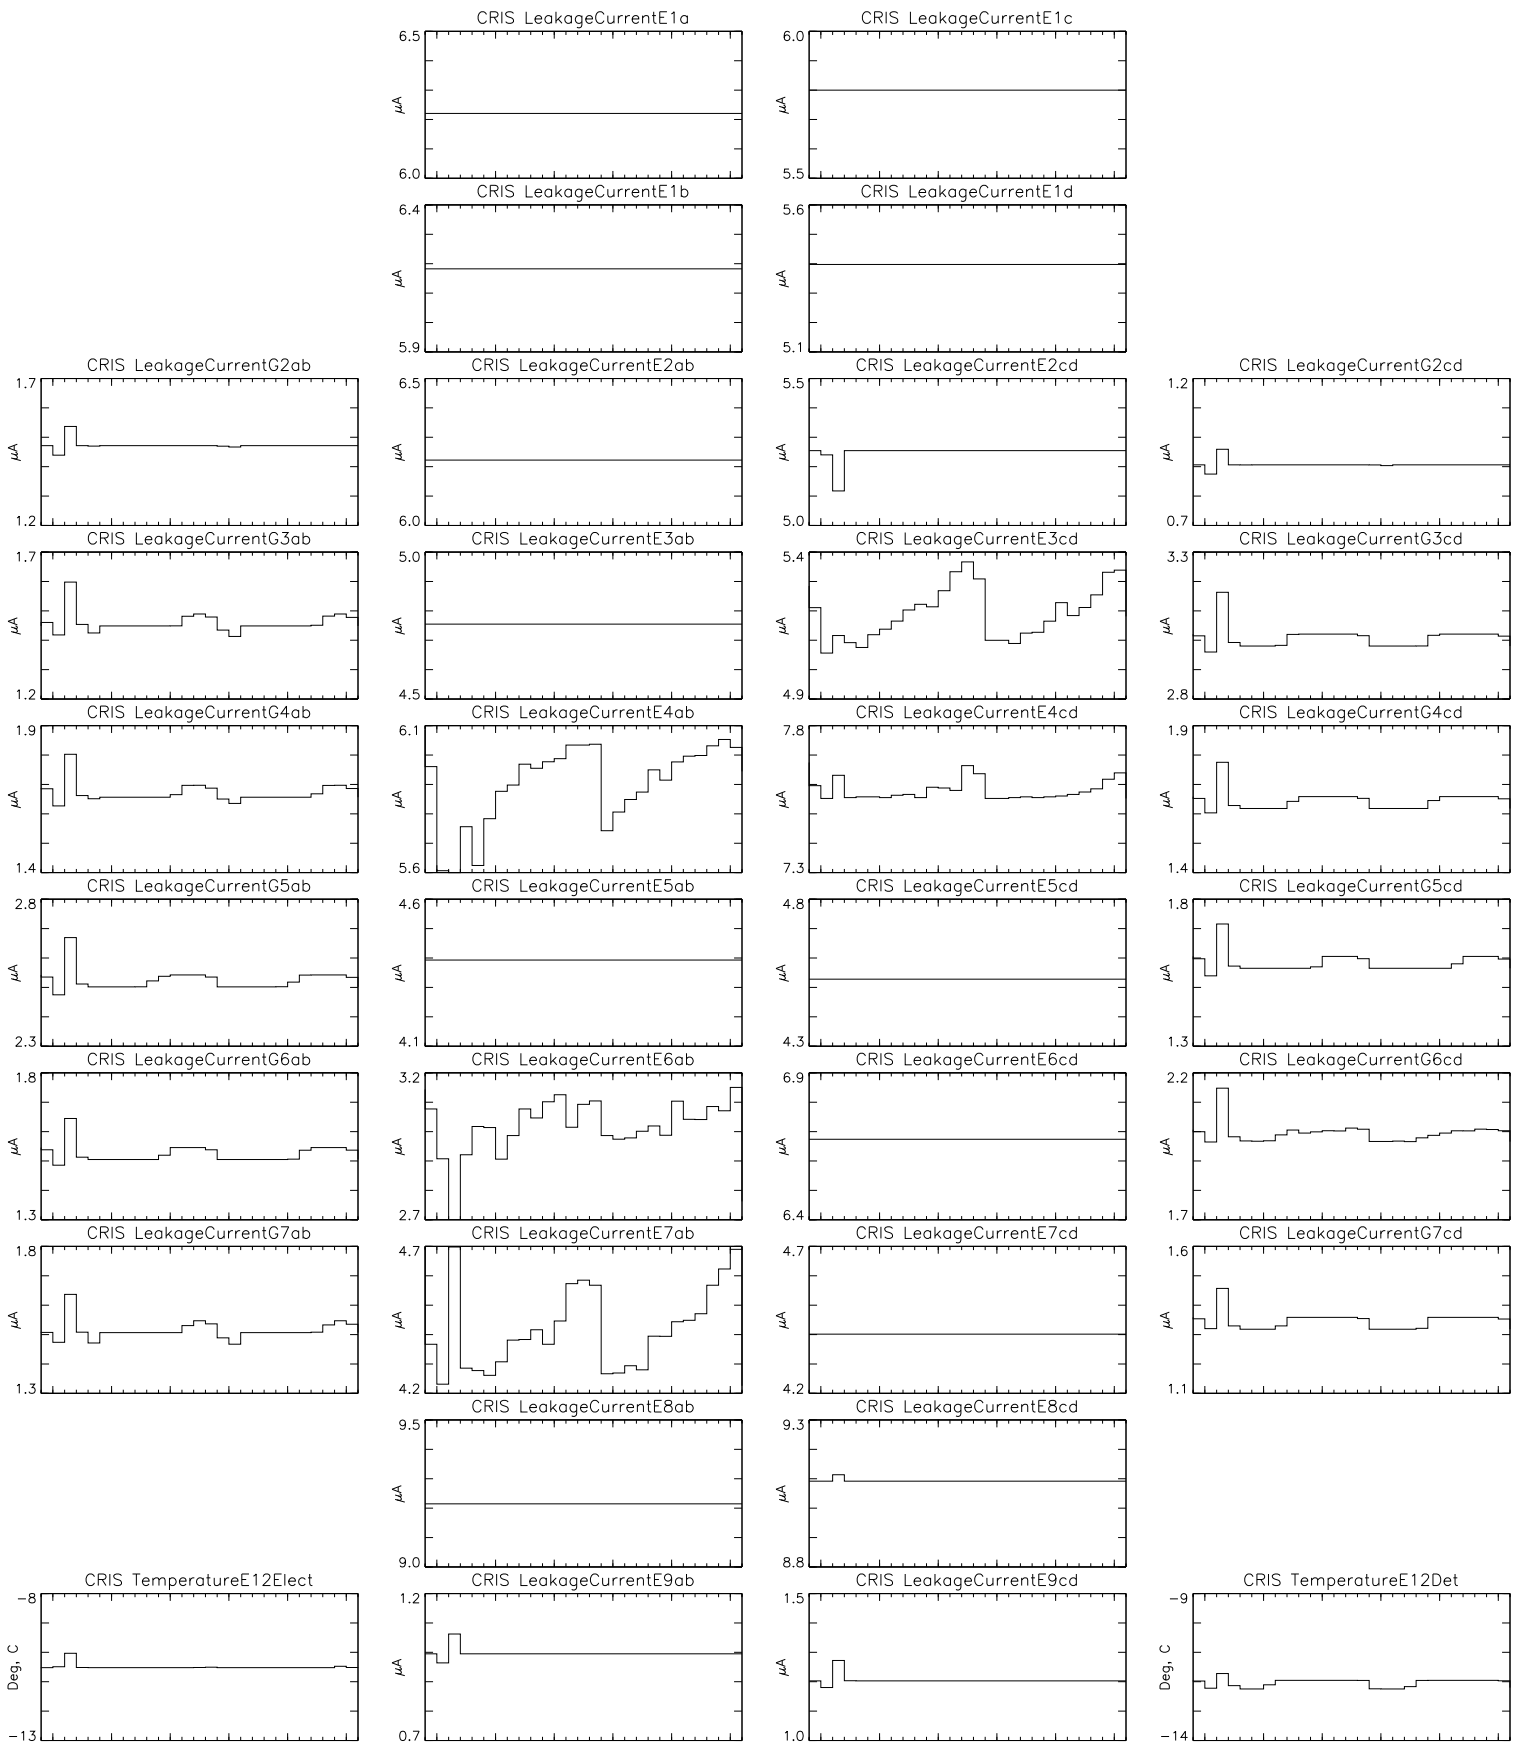 CRIS LeakageCurrentE1a
CRIS LeakageCurrentE1c
6.5
μA
6.0
6.0
μA
5.5
CRIS LeakageCurrentE1b
CRIS LeakageCurrentE1d
6.4
μA
5.9
5.6
μA
5.1
CRIS LeakageCurrentG2ab
CRIS LeakageCurrentE2ab
CRIS LeakageCurrentE2cd
CRIS LeakageCurrentG2cd
1.7
μA
1.2
6.5
μA
6.0
5.5
μA
5.0
1.2
μA
0.7
CRIS LeakageCurrentG3ab
CRIS LeakageCurrentE3ab
CRIS LeakageCurrentE3cd
CRIS LeakageCurrentG3cd
1.7
μA
1.2
5.0
μA
4.5
5.4
μA
4.9
3.3
μA
2.8
CRIS LeakageCurrentG4ab
CRIS LeakageCurrentE4ab
CRIS LeakageCurrentE4cd
CRIS LeakageCurrentG4cd
1.9
μA
1.4
6.1
μA
5.6
7.8
μA
7.3
1.9
μA
1.4
CRIS LeakageCurrentG5ab
CRIS LeakageCurrentE5ab
CRIS LeakageCurrentE5cd
CRIS LeakageCurrentG5cd
2.8
μA
2.3
4.6
μA
4.1
4.8
μA
4.3
1.8
μA
1.3
CRIS LeakageCurrentG6ab
CRIS LeakageCurrentE6ab
CRIS LeakageCurrentE6cd
CRIS LeakageCurrentG6cd
1.8
μA
1.3
3.2
μA
2.7
6.9
μA
6.4
2.2
μA
1.7
CRIS LeakageCurrentG7ab
CRIS LeakageCurrentE7ab
CRIS LeakageCurrentE7cd
CRIS LeakageCurrentG7cd
1.8
μA
1.3
4.7
μA
4.2
4.7
μA
4.2
1.6
μA
1.1
CRIS LeakageCurrentE8ab
CRIS LeakageCurrentE8cd
9.5
μA
9.0
9.3
μA
8.8
CRIS TemperatureE12Elect
CRIS LeakageCurrentE9ab
CRIS LeakageCurrentE9cd
CRIS TemperatureE12Det
-8
Deg, C
-13
1.2
μA
0.7
1.5
μA
1.0
-9
Deg, C
-14